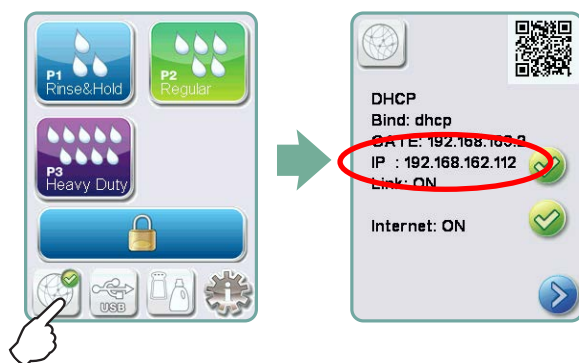 P1
Rinse&Hold
P2
Regular
P3
Heavy Duty
USB
DHCP
Bind: dhcp
GATE:
IP : 192.168.162.112
Link: ON
Internet: ON